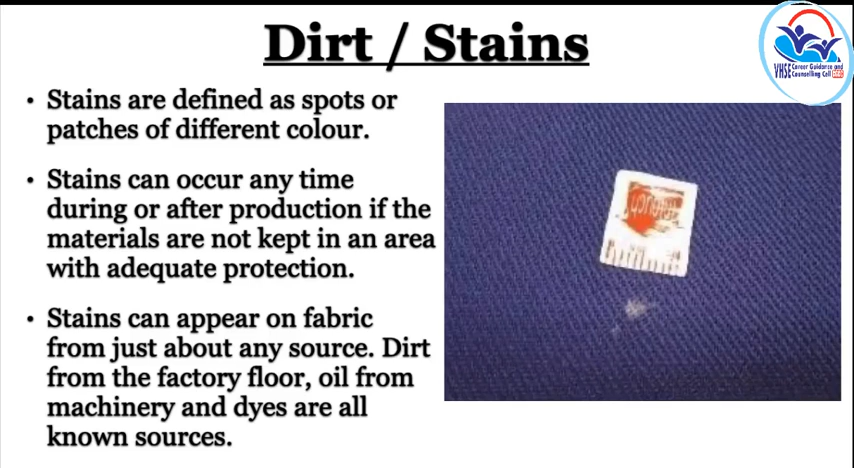 Dirt / Stains
VHSE Career Guidance and
Counselling Cell
• Stains are defined as spots or
patches of different colour.
• Stains can occur any time
during or after production if the
materials are not kept in an area
with adequate protection.
• Stains can appear on fabric
from just about any source. Dirt
from the factory floor, oil from
machinery and dyes are all
known sources.